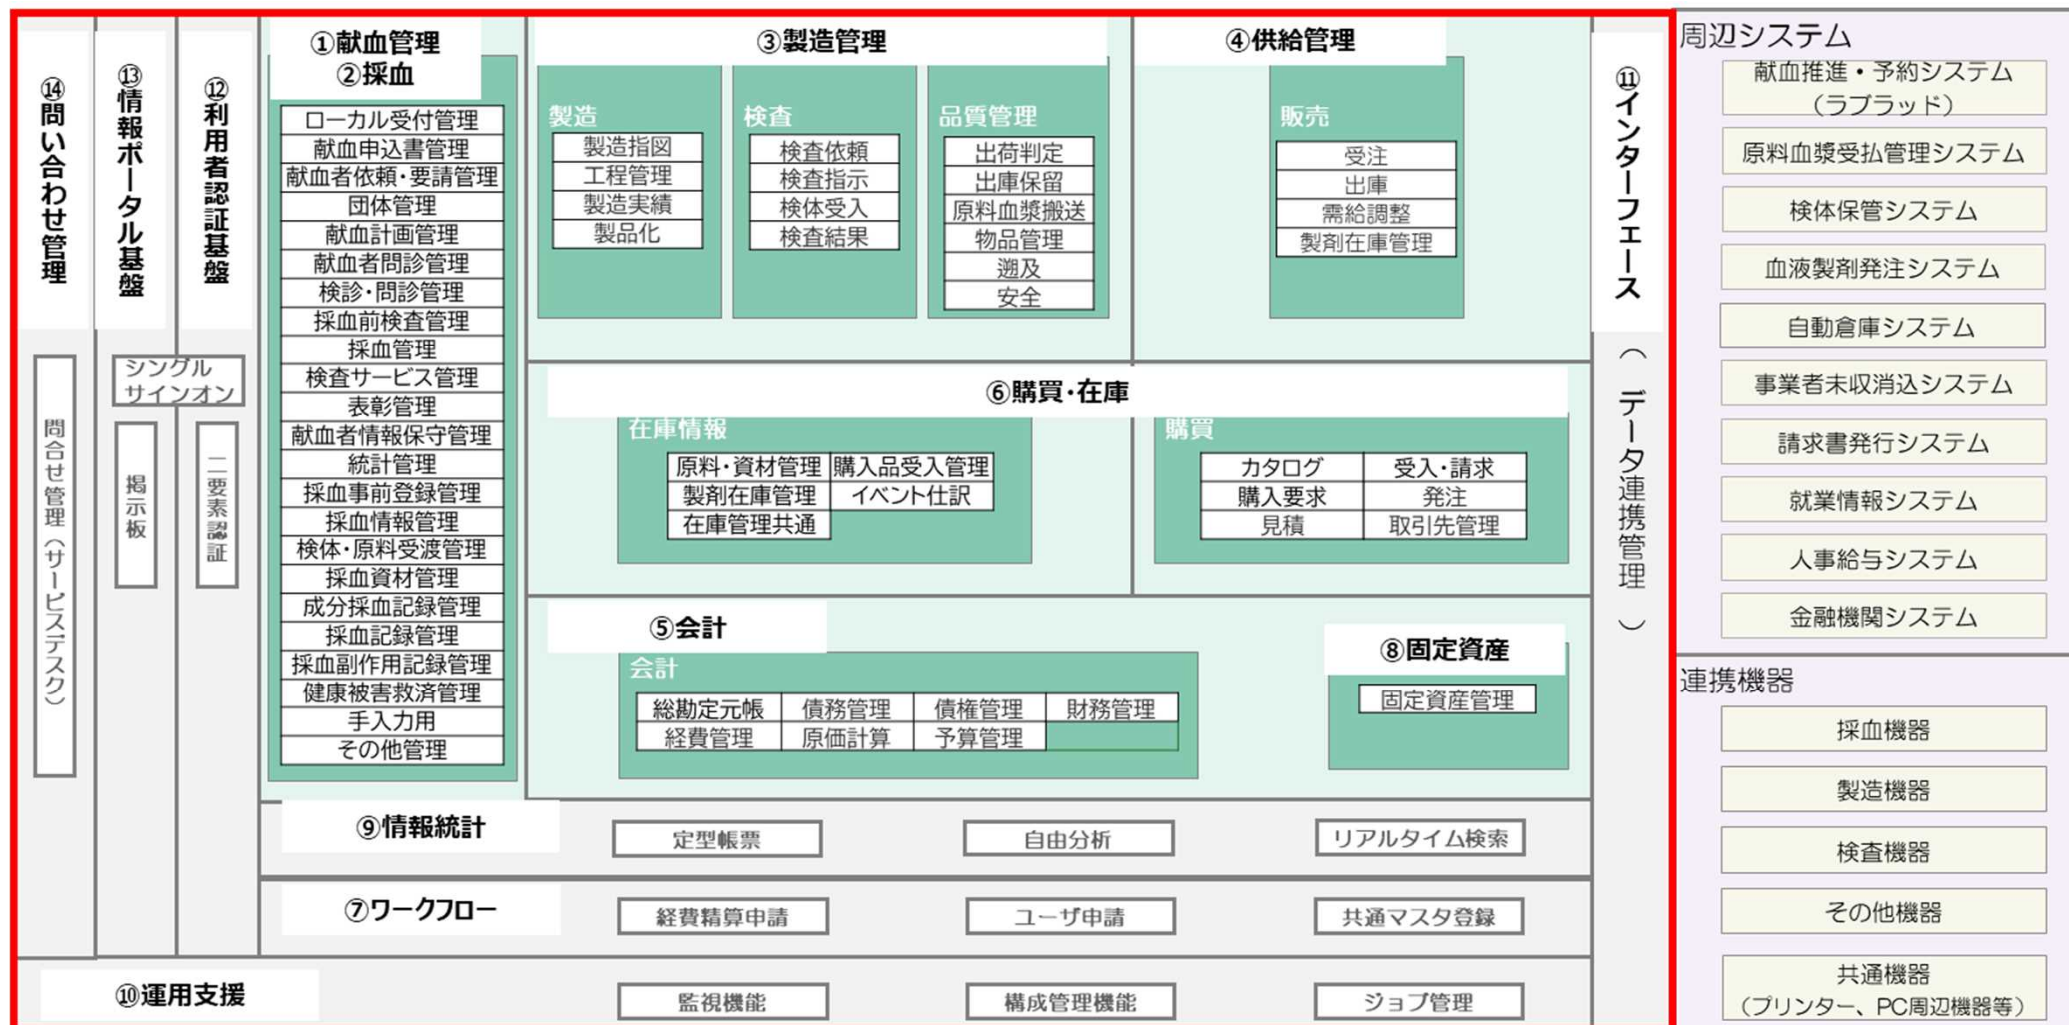 ⑭問い合わせ管理
問合せ管理（サービスデスク）
⑬情報ポータル基盤
⑫利用者認証基盤
シングル
サインオン
掲示板
二要素認証
①献血管理
②採血
ローカル受付管理
献血申込書管理
献血者依頼・要請管理
団体管理
献血計画管理
献血者問診管理
検診・問診管理
採血前検査管理
採血管理
検査サービス管理
表彰管理
献血者情報保守管理
統計管理
採血事前登録管理
採血情報管理
検体・原料受渡管理
採血資材管理
成分採血記録管理
採血記録管理
採血副作用記録管理
健康被害救済管理
手入力用
その他管理
③製造管理
製造
製造指図
工程管理
製造実績
製品化
検査
検査依頼
検査指示
検体受入
検査結果
品質管理
出荷判定
出庫保留
原料血漿搬送
物品管理
遡及
安全
④供給管理
販売
受注
出庫
需給調整
製剤在庫管理
⑥購買・在庫
在庫情報
原料・資材管理 購入品受入管理
製剤在庫管理 イベント仕訳
在庫管理共通
購買
カタログ 受入・請求
購入要求 発注
見積 取引先管理
⑤会計
会計
総勘定元帳 債務管理 債権管理 財務管理
経費管理 原価計算 予算管理
⑧固定資産
固定資産管理
⑨情報統計
定型帳票 自由分析 リアルタイム検索
⑦ワークフロー
経費精算申請 ユーザ申請 共通マスタ登録
⑩運用支援
監視機能 構成管理機能 ジョブ管理
⑪インターフェース
（データ連携管理）
周辺システム
献血推進・予約システム
（ラブラッド）
原料血漿受払管理システム
検体保管システム
血液製剤発注システム
自動倉庫システム
事業者未収消込システム
請求書発行システム
就業情報システム
人事給与システム
金融機関システム
連携機器
採血機器
製造機器
検査機器
その他機器
共通機器
（プリンター、PC周辺機器等）